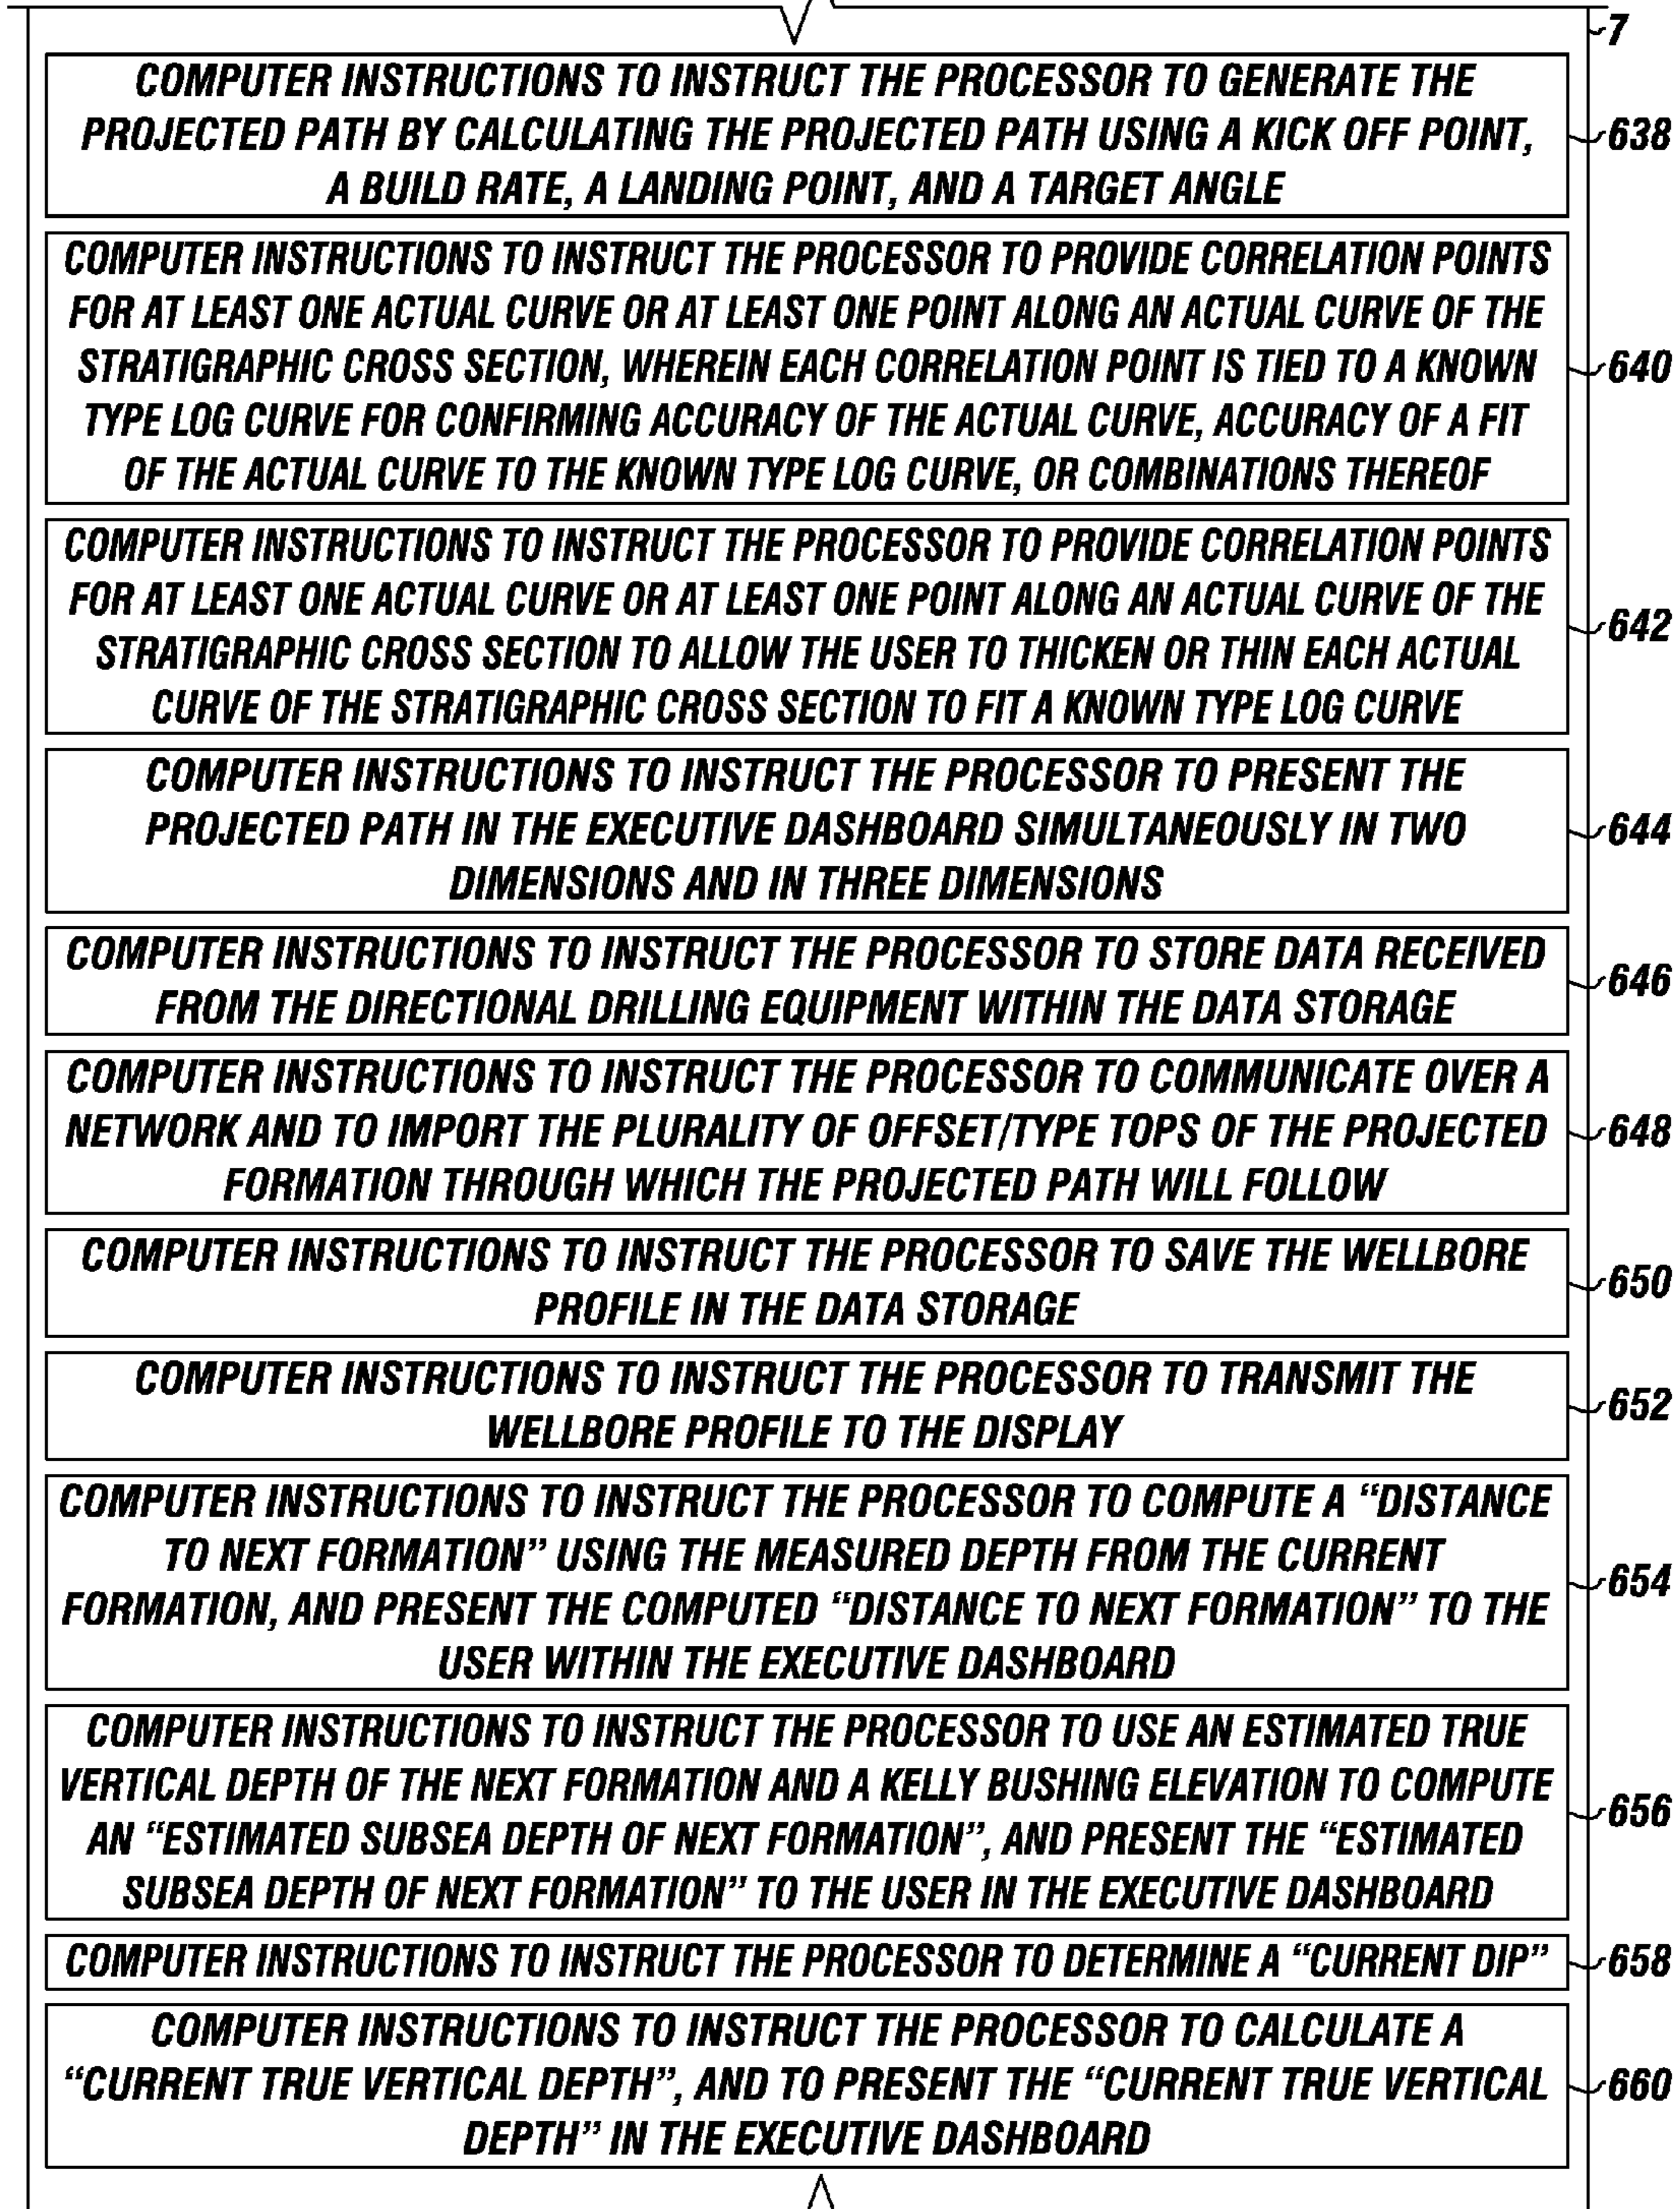 7
COMPUTER INSTRUCTIONS TO INSTRUCT THE PROCESSOR TO GENERATE THE
PROJECTED PATH BY CALCULATING THE PROJECTED PATH USING A KICK OFF POINT,
A BUILD RATE, A LANDING POINT, AND A TARGET ANGLE
638
COMPUTER INSTRUCTIONS TO INSTRUCT THE PROCESSOR TO PROVIDE CORRELATION POINTS
FOR AT LEAST ONE ACTUAL CURVE OR AT LEAST ONE POINT ALONG AN ACTUAL CURVE OF THE
STRATIGRAPHIC CROSS SECTION, WHEREIN EACH CORRELATION POINT IS TIED TO A KNOWN
TYPE LOG CURVE FOR CONFIRMING ACCURACY OF THE ACTUAL CURVE, ACCURACY OF A FIT
OF THE ACTUAL CURVE TO THE KNOWN TYPE LOG CURVE, OR COMBINATIONS THEREOF
640
COMPUTER INSTRUCTIONS TO INSTRUCT THE PROCESSOR TO PROVIDE CORRELATION POINTS
FOR AT LEAST ONE ACTUAL CURVE OR AT LEAST ONE POINT ALONG AN ACTUAL CURVE OF THE
STRATIGRAPHIC CROSS SECTION TO ALLOW THE USER TO THICKEN OR THIN EACH ACTUAL
CURVE OF THE STRATIGRAPHIC CROSS SECTION TO FIT A KNOWN TYPE LOG CURVE
642
COMPUTER INSTRUCTIONS TO INSTRUCT THE PROCESSOR TO PRESENT THE
PROJECTED PATH IN THE EXECUTIVE DASHBOARD SIMULTANEOUSLY IN TWO
DIMENSIONS AND IN THREE DIMENSIONS
644
COMPUTER INSTRUCTIONS TO INSTRUCT THE PROCESSOR TO STORE DATA RECEIVED
FROM THE DIRECTIONAL DRILLING EQUIPMENT WITHIN THE DATA STORAGE
646
COMPUTER INSTRUCTIONS TO INSTRUCT THE PROCESSOR TO COMMUNICATE OVER A
NETWORK AND TO IMPORT THE PLURALITY OF OFFSET/TYPE TOPS OF THE PROJECTED
FORMATION THROUGH WHICH THE PROJECTED PATH WILL FOLLOW
648
COMPUTER INSTRUCTIONS TO INSTRUCT THE PROCESSOR TO SAVE THE WELLBORE
PROFILE IN THE DATA STORAGE
650
COMPUTER INSTRUCTIONS TO INSTRUCT THE PROCESSOR TO TRANSMIT THE
WELLBORE PROFILE TO THE DISPLAY
652
COMPUTER INSTRUCTIONS TO INSTRUCT THE PROCESSOR TO COMPUTE A “DISTANCE
TO NEXT FORMATION” USING THE MEASURED DEPTH FROM THE CURRENT
FORMATION, AND PRESENT THE COMPUTED “DISTANCE TO NEXT FORMATION” TO THE
USER WITHIN THE EXECUTIVE DASHBOARD
654
COMPUTER INSTRUCTIONS TO INSTRUCT THE PROCESSOR TO USE AN ESTIMATED TRUE
VERTICAL DEPTH OF THE NEXT FORMATION AND A KELLY BUSHING ELEVATION TO COMPUTE
AN “ESTIMATED SUBSEA DEPTH OF NEXT FORMATION”, AND PRESENT THE “ESTIMATED
SUBSEA DEPTH OF NEXT FORMATION” TO THE USER IN THE EXECUTIVE DASHBOARD
656
COMPUTER INSTRUCTIONS TO INSTRUCT THE PROCESSOR TO DETERMINE A “CURRENT DIP”
658
COMPUTER INSTRUCTIONS TO INSTRUCT THE PROCESSOR TO CALCULATE A
“CURRENT TRUE VERTICAL DEPTH”, AND TO PRESENT THE “CURRENT TRUE VERTICAL
DEPTH” IN THE EXECUTIVE DASHBOARD
660